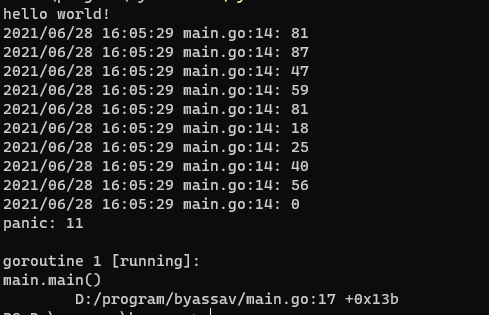 hello world!
2021/06/28 16:05:29 main.go:14: 81
2021/06/28 16:05:29 main.go:14: 87
2021/06/28 16:05:29 main.go:14: 47
2021/06/28 16:05:29 main.go:14: 59
2021/06/28 16:05:29 main.go:14: 81
2021/06/28 16:05:29 main.go:14: 18
2021/06/28 16:05:29 main.go:14: 25
2021/06/28 16:05:29 main.go:14: 40
2021/06/28 16:05:29 main.go:14: 56
2021/06/28 16:05:29 main.go:14: 0
panic: 11
goroutine 1 [running]:
main.main()
D:/program/byassav/main.go:17 +0x13b